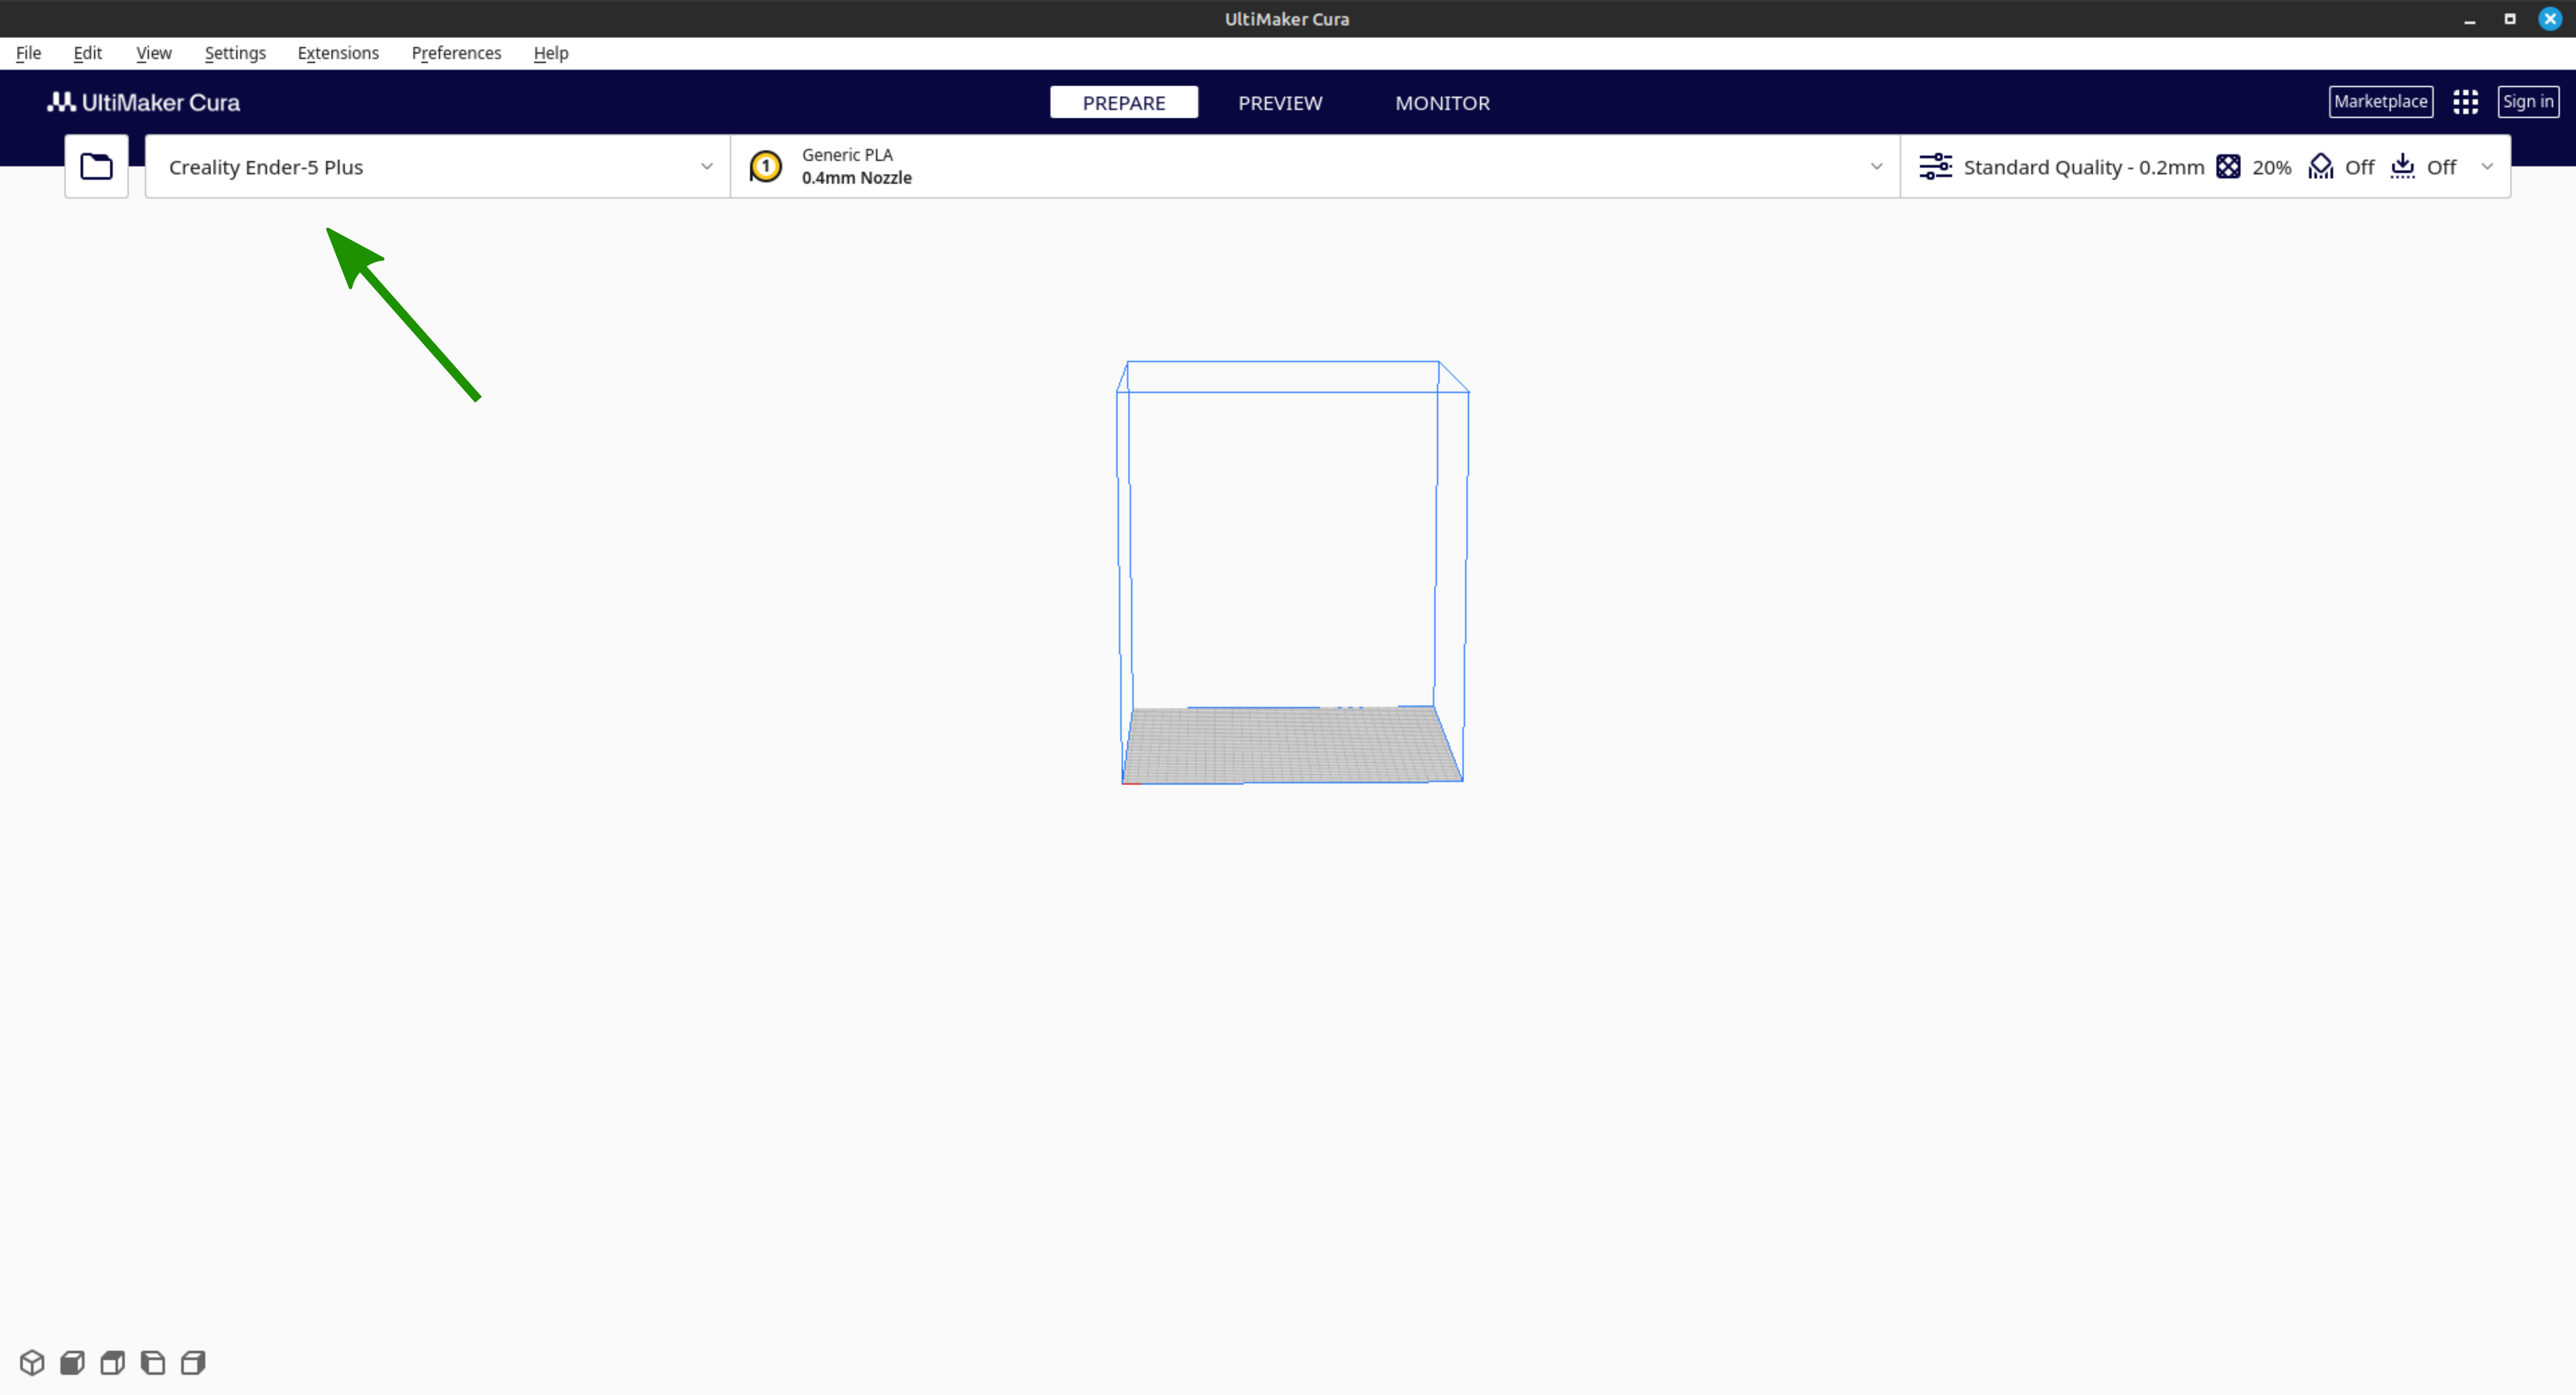 UltiMaker Cura
File Edit View Settings Extensions Preferences Help
UltiMaker Cura PREPARE PREVIEW MONITOR Marketplace Sign in
Creality Ender-5 Plus
1
Generic PLA
0.4mm Nozzle
Standard Quality - 0.2mm 20% Off Off